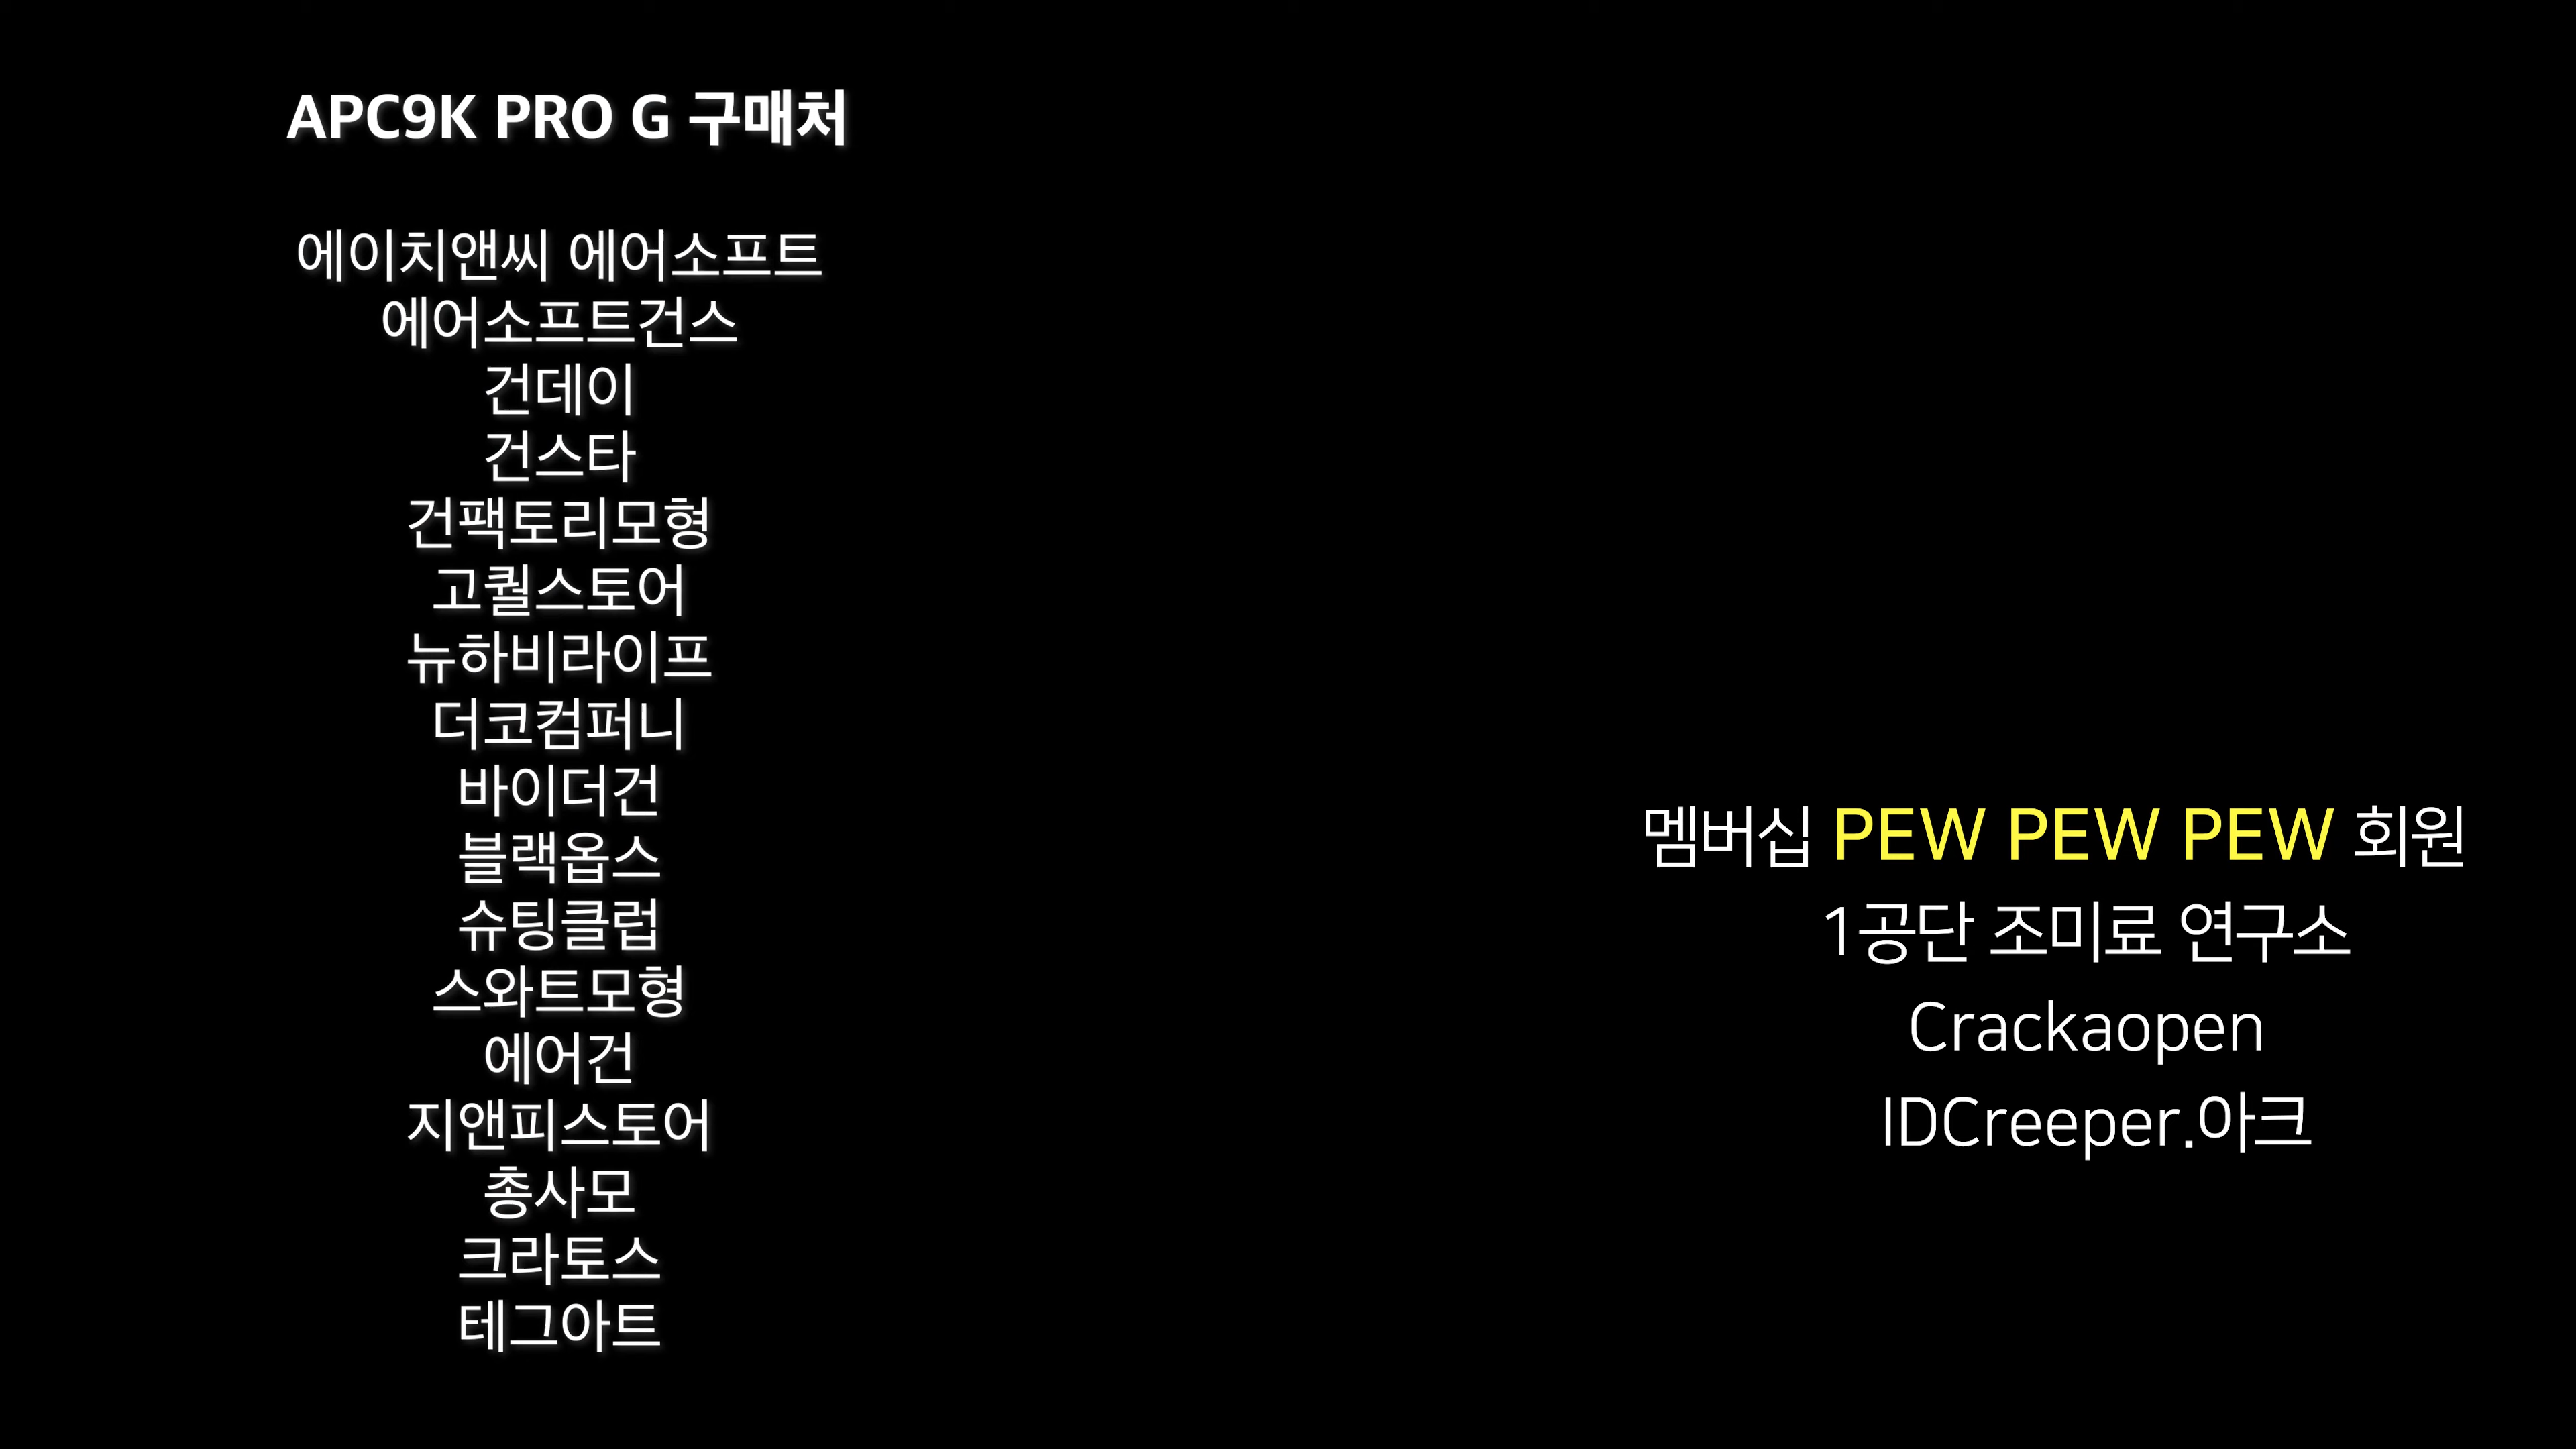 APC9K PRO G 구매처
에이치앤씨 에어소프트
에어소프트건스
건데이
건스타
건팩토리모형
고퀄스토어
뉴하비라이프
더코컴퍼니
바이더건
블랙옵스
슈팅클럽
스와트모형
에어건
지앤피스토어
총사모
크라토스
테그아트
멤버십 PEW PEW PEW 회원
1공단 조미료 연구소
Crackaopen
IDCreeper.아크